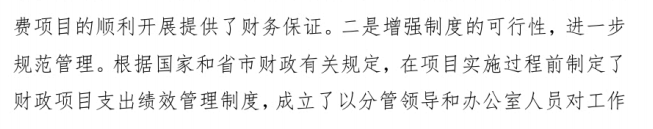 费项目的顺利开展提供了财务保证。二是增强制度的可行性，进一步
规范管理。根据国家和省市财政有关规定，在项目实施过程前制定了
财政项目支出绩效管理制度，成立了以分管领导和办公室人员对工作